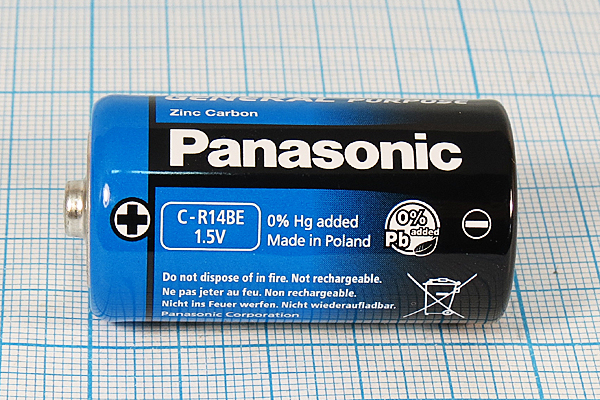 GENERAL PURPOSE
Zinc Carbon
Panasonic
C-R14BE
1.5V
0% Hg added
Made in Poland
0%
added
Pb
Do not dispose of in fire. Not rechargeable.
Ne pas jeter au feu. Non rechargeable.
Nicht ins Feuer werfen. Nicht wiederaufladbar.
Panasonic Corporation